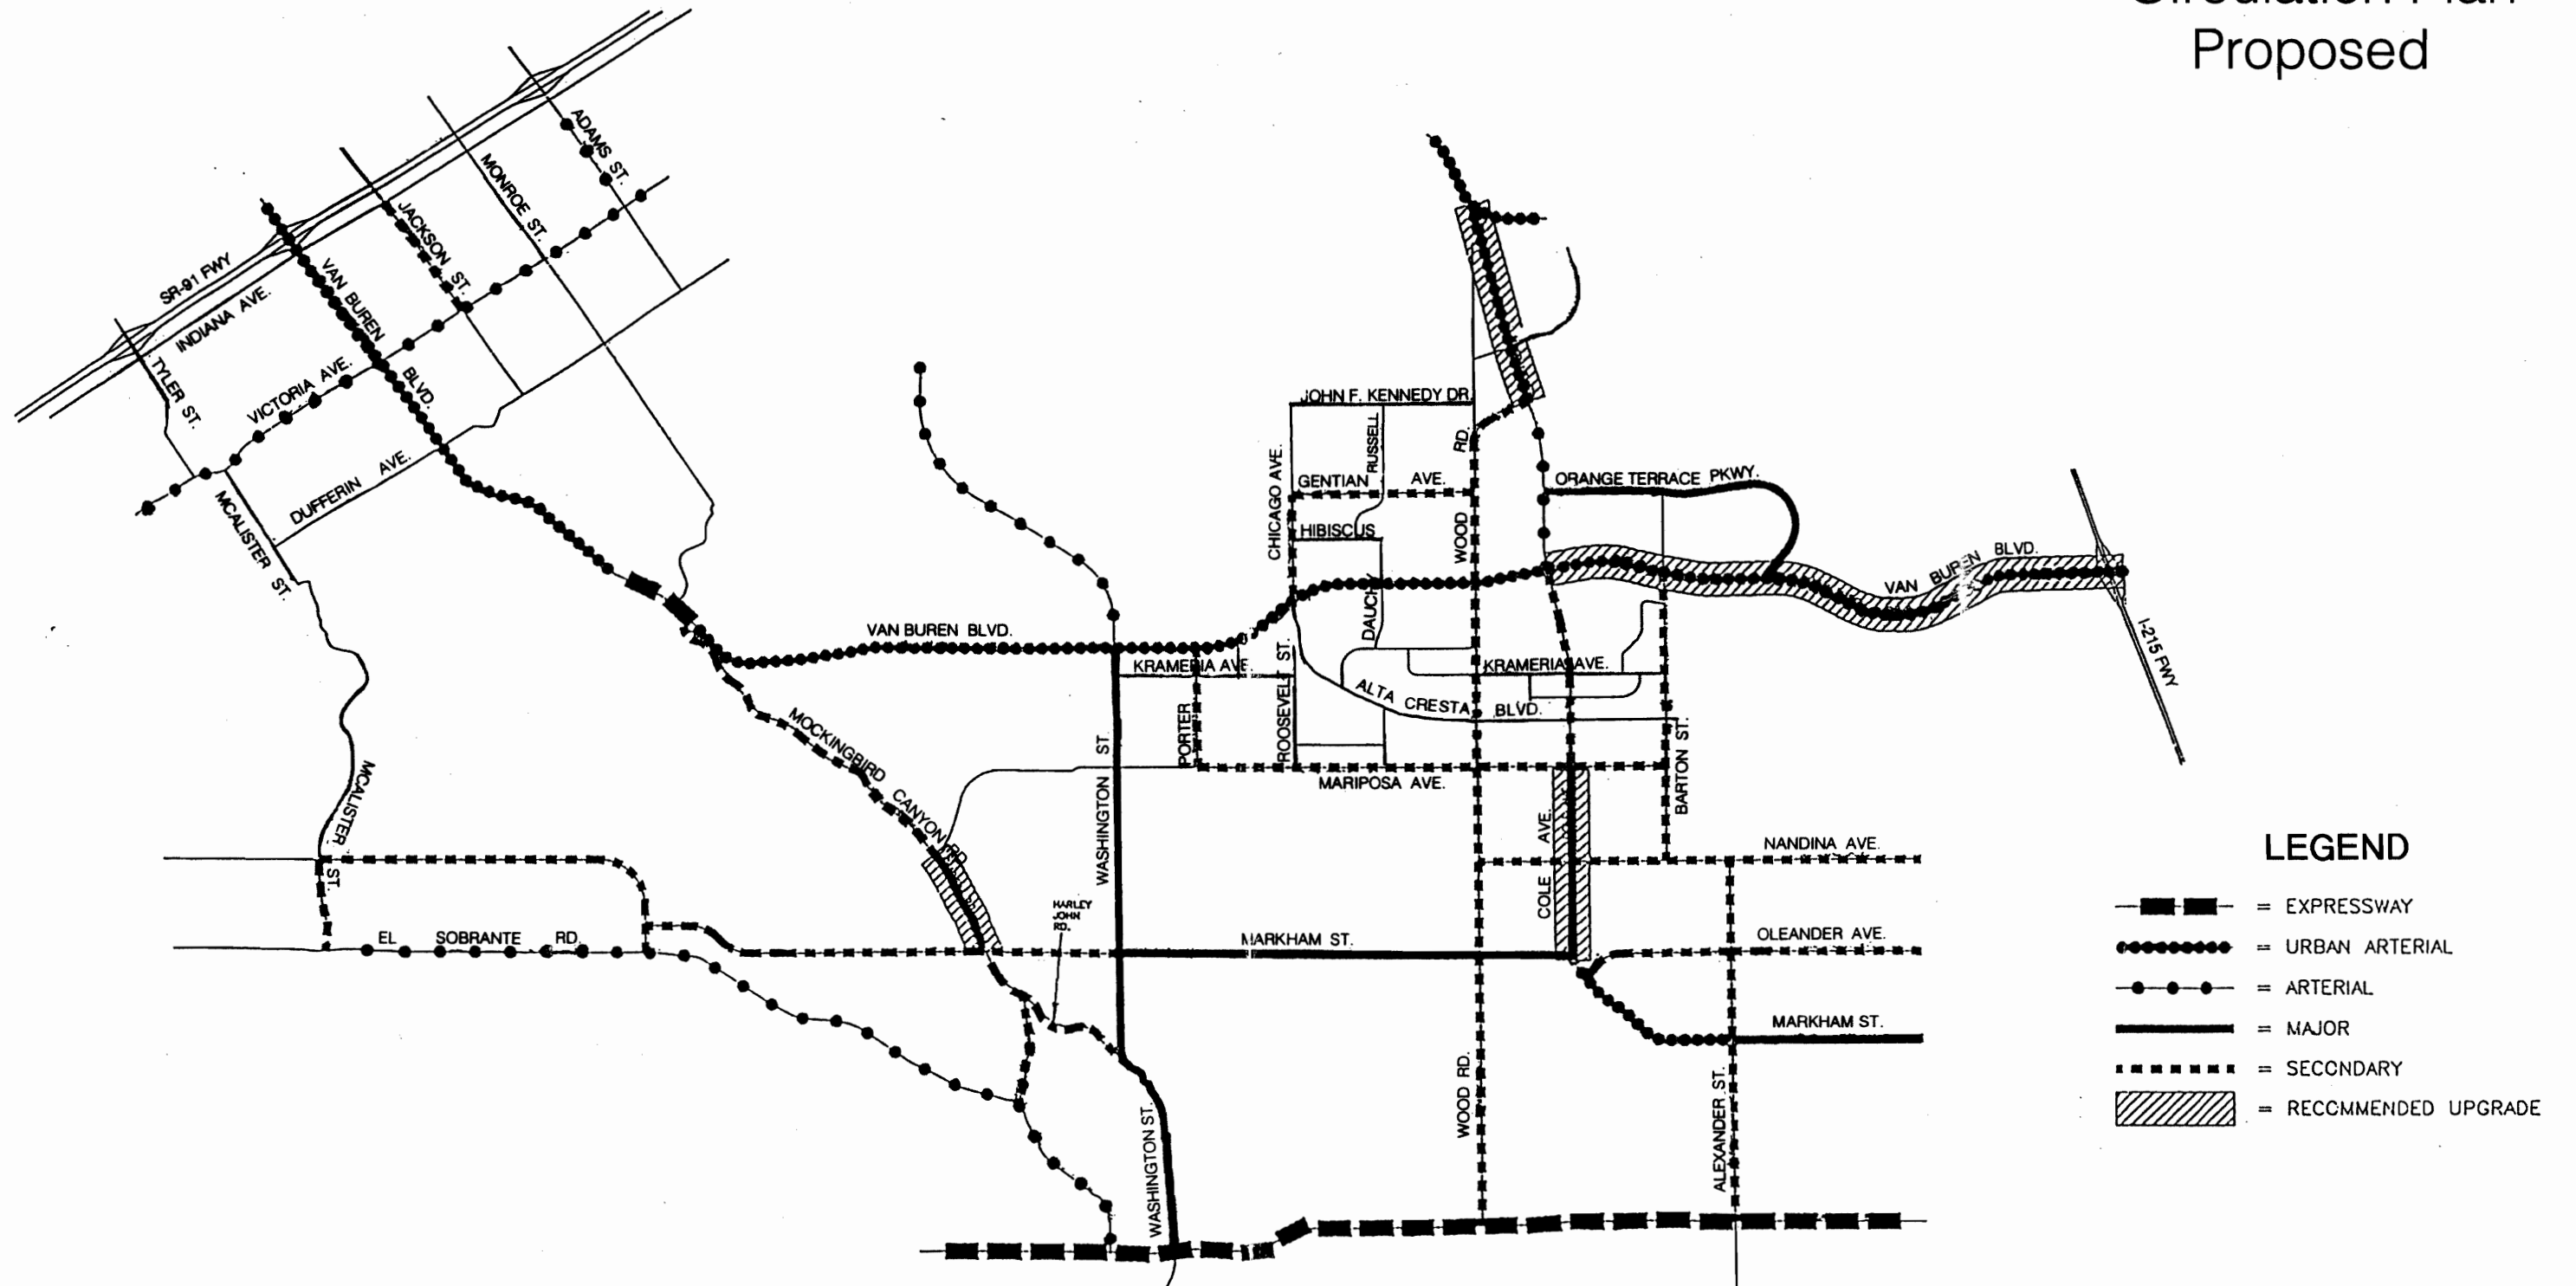 Proposed
ADAMS ST.
MONROE ST.
JACKSON ST.
SR-91 FWY
INDIANA AVE.
VAN BUREN
BLVD.
TYLER ST.
VICTORIA AVE.
DUFFERIN AVE.
MCALISTER ST.
JOHN F. KENNEDY DR.
RUSSELL
RD.
CHICAGO AVE.
GENTIAN AVE.
ORANGE TERRACE PKWY.
WOOD
HIBISCUS
VAN BUREN BLVD.
DAUCHY
VAN BUREN BLVD.
I-215 FWY
KRAMERIA AVE.
KRAMERIA AVE.
ROOSEVELT ST.
ALTA CRESTA BLVD.
MOCKINGBIRD
CANYON RD.
PORTER
WASHINGTON ST.
MARIPOSA AVE.
BARTON ST.
MCALISTER
ST.
COLE AVE.
NANDINA AVE.
HARLEY
JOHN
RD.
EL SOBRANTE RD.
MARKHAM ST.
OLEANDER AVE.
MARKHAM ST.
WOOD RD.
ALEXANDER ST.
WASHINGTON ST.
LEGEND
= EXPRESSWAY
= URBAN ARTERIAL
= ARTERIAL
= MAJOR
= SECONDARY
= RECOMMENDED UPGRADE